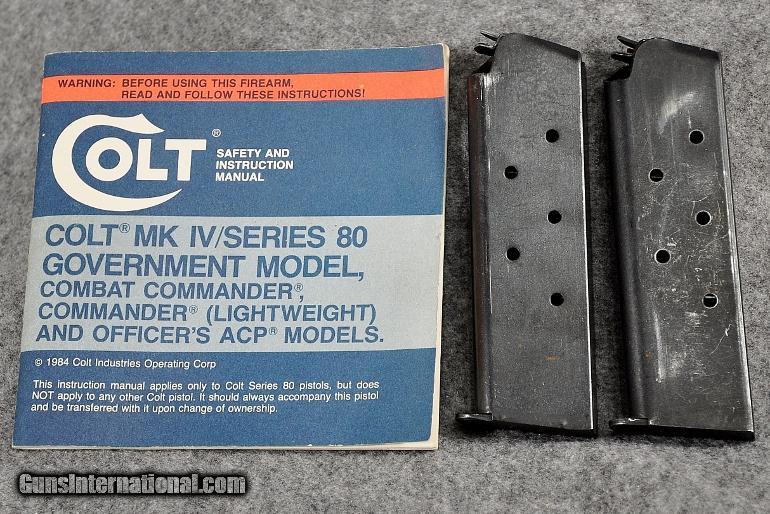 WARNING: BEFORE USING THIS FIREARM,
READ AND FOLLOW THESE INSTRUCTIONS!
COLT®
SAFETY AND
INSTRUCTION
MANUAL
COLT® MK IV/SERIES 80
GOVERNMENT MODEL,
COMBAT COMMANDER®,
COMMANDER® (LIGHTWEIGHT)
AND OFFICER'S ACP® MODELS.
© 1984 Colt Industries Operating Corp
This instruction manual applies only to Colt Series 80 pistols, but does
NOT apply to any other Colt pistol. It should always accompany this pistol
and be transferred with it upon change of ownership.
GunsInternational.com